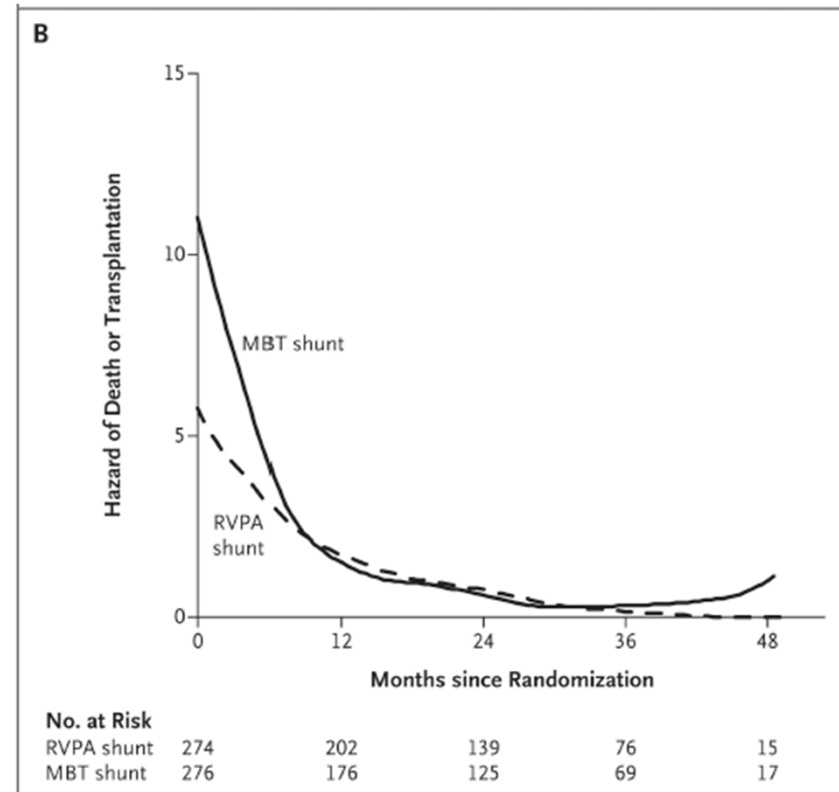 B
15
Hazard of Death or Transplantation
10
MBT shunt
5
RVPA
shunt
0
0 12 24 36 48
Months since Randomization
No. at Risk
RVPA shunt 274 202 139 76 15
MBT shunt 276 176 125 69 17